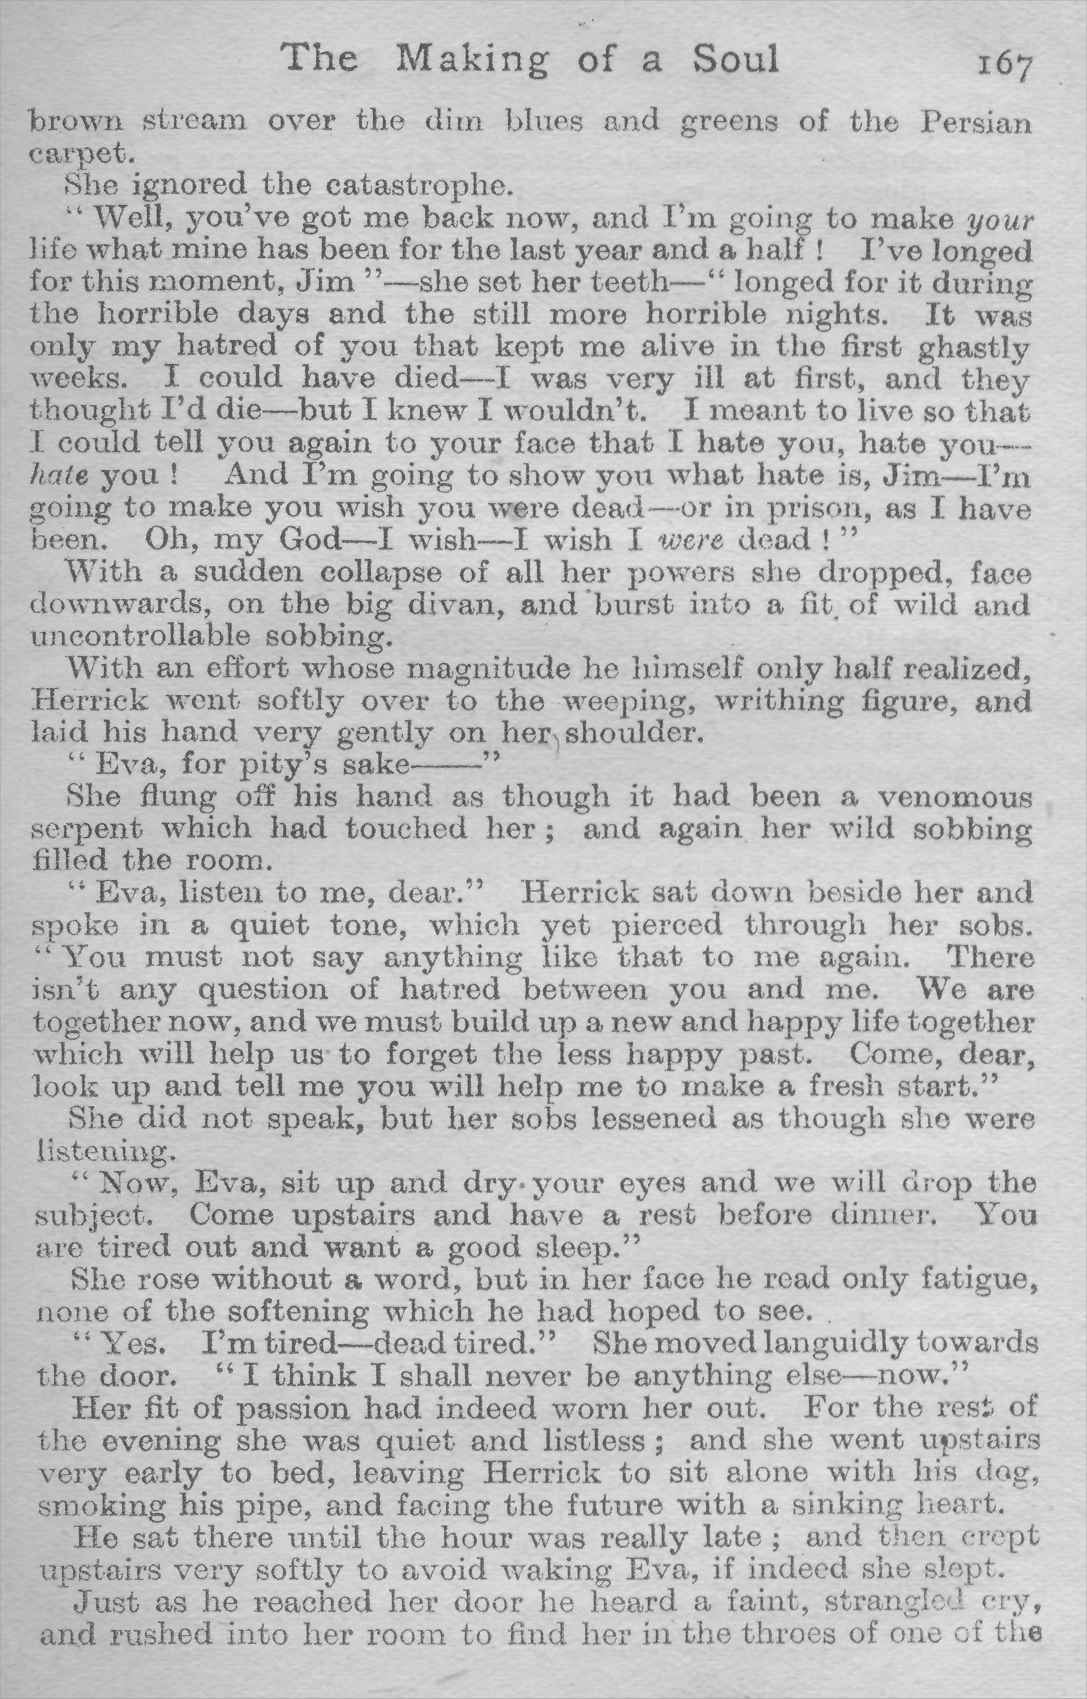 The Making of a Soul 167
brown stream over the dim blues and greens of the Persian
carpet.
She ignored the catastrophe.
“ Well, you’ve got me back now, and I’m going to make your
life what mine has been for the last year and a half ! I’ve longed
for this moment, Jim ”—she set her teeth—“ longed for it during
the horrible days and the still more horrible nights. It was
only my hatred of you that kept me alive in the first ghastly
weeks. I could have died—I was very ill at first, and they
thought I’d die—but I knew I wouldn’t. I meant to live so that
I could tell you again to your face that I hate you, hate you—
hate you ! And I’m going to show you what hate is, Jim—I’m
going to make you wish you were dead—or in prison, as I have
been. Oh, my God—I wish—I wish I were dead ! ”
With a sudden collapse of all her powers she dropped, face
downwards, on the big divan, and burst into a fit of wild and
uncontrollable sobbing.
With an effort whose magnitude he himself only half realized,
Herrick went softly over to the weeping, writhing figure, and
laid his hand very gently on her shoulder.
“ Eva, for pity’s sake——”
She flung off his hand as though it had been a venomous
serpent which had touched her ; and again her wild sobbing
filled the room.
“ Eva, listen to me, dear.” Herrick sat down beside her and
spoke in a quiet tone, which yet pierced through her sobs.
“ You must not say anything like that to me again. There
isn’t any question of hatred between you and me. We are
together now, and we must build up a new and happy life together
which will help us to forget the less happy past. Come, dear,
look up and tell me you will help me to make a fresh start.”
She did not speak, but her sobs lessened as though she were
listening.
“ Now, Eva, sit up and dry your eyes and we will drop the
subject. Come upstairs and have a rest before dinner. You
are tired out and want a good sleep.”
She rose without a word, but in her face he read only fatigue,
none of the softening which he had hoped to see.
“ Yes. I’m tired—dead tired.” She moved languidly towards
the door. “ I think I shall never be anything else—now.”
Her fit of passion had indeed worn her out. For the rest of
the evening she was quiet and listless ; and she went upstairs
very early to bed, leaving Herrick to sit alone with his dog,
smoking his pipe, and facing the future with a sinking heart.
He sat there until the hour was really late ; and then crept
upstairs very softly to avoid waking Eva, if indeed she slept.
Just as he reached her door he heard a faint, strangled cry,
and rushed into her room to find her in the throes of one of the